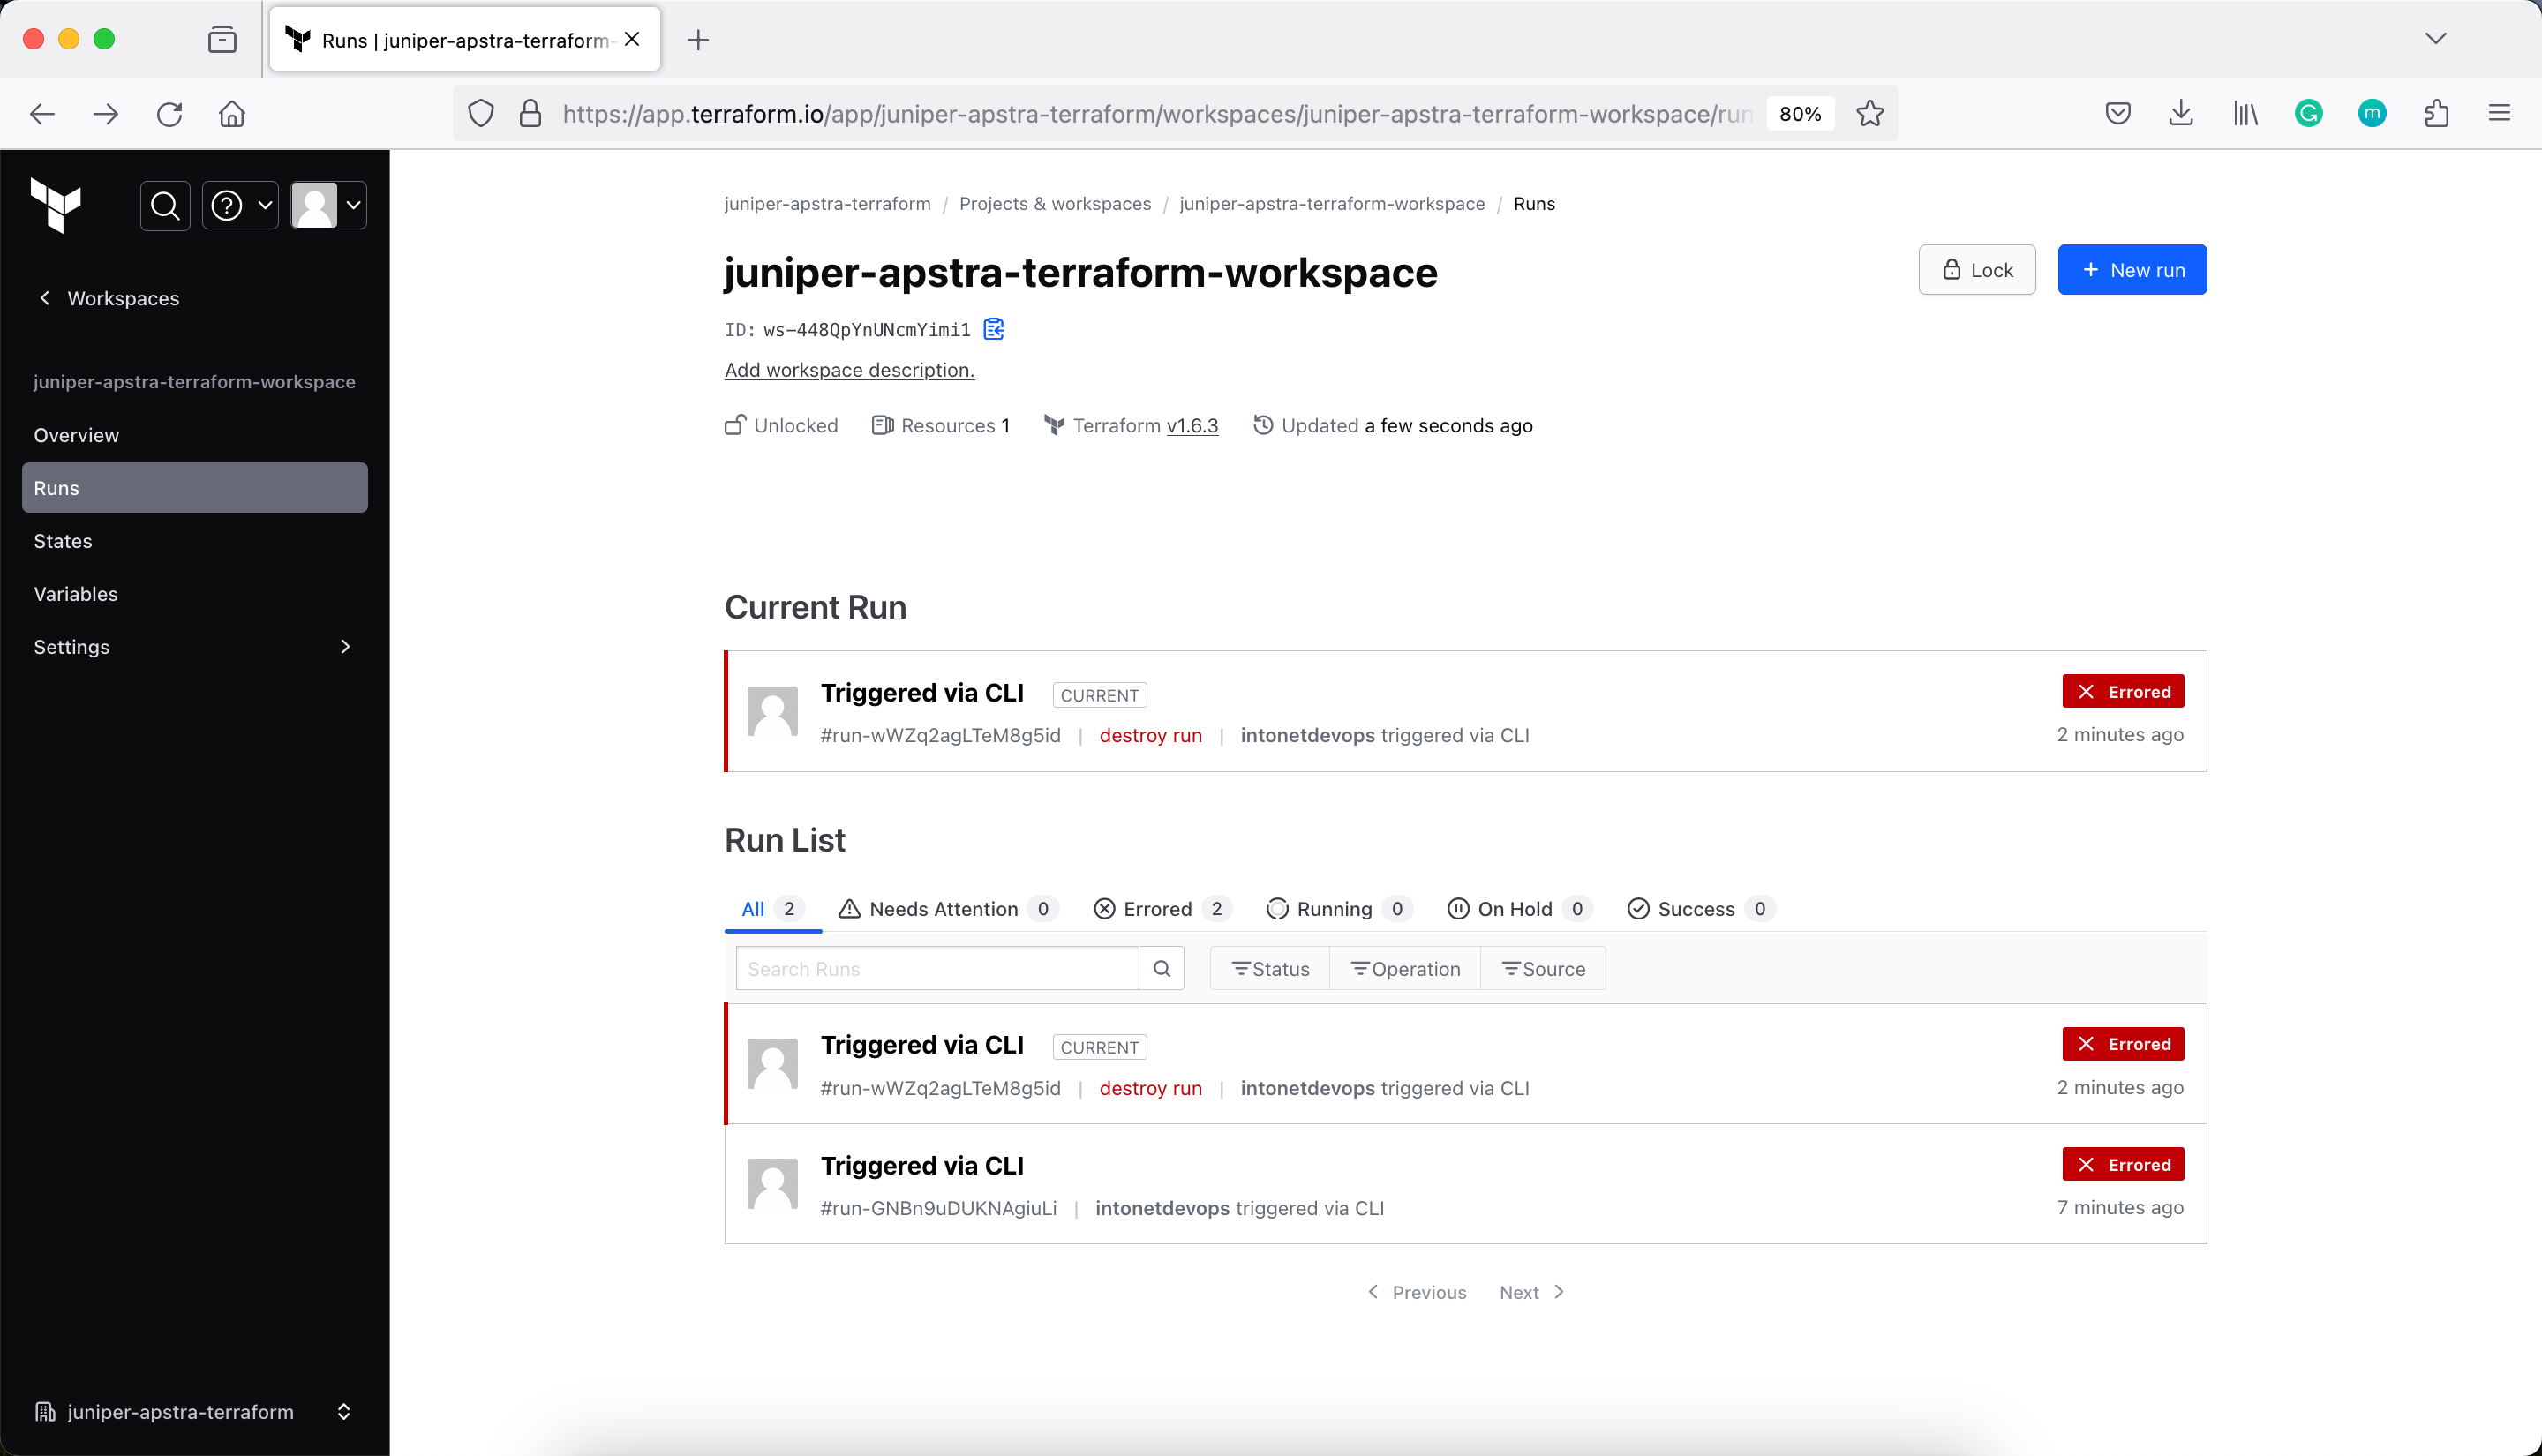 Runs | juniper-apstra-terraform-
https://app.terraform.io/app/juniper-apstra-terraform/workspaces/juniper-apstra-terraform-workspace/run
80%
G
m
Workspaces
juniper-apstra-terraform-workspace
Overview
Runs
States
Variables
Settings
juniper-apstra-terraform
juniper-apstra-terraform / Projects & workspaces / juniper-apstra-terraform-workspace / Runs
juniper-apstra-terraform-workspace
Lock
+ New run
ID: ws-448QpYnUNcmYimi1
Add workspace description.
Unlocked Resources 1 Terraform v1.6.3 Updated a few seconds ago
Current Run
Triggered via CLI CURRENT Errored
#run-wWZq2agLTeM8g5id | destroy run | intonetdevops triggered via CLI 2 minutes ago
Run List
All 2 Needs Attention 0 Errored 2 Running 0 On Hold 0 Success 0
Search Runs Status Operation Source
Triggered via CLI CURRENT Errored
#run-wWZq2agLTeM8g5id | destroy run | intonetdevops triggered via CLI 2 minutes ago
Triggered via CLI Errored
#run-GNBn9uDUKNAgiuLi | intonetdevops triggered via CLI 7 minutes ago
Previous Next